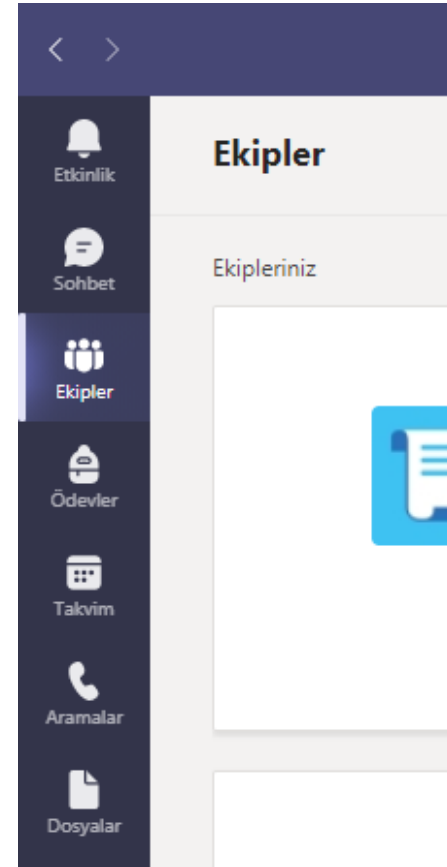 Etkinlik
Sohbet
Ekipler
Ödevler
Takvim
Aramalar
Dosyalar
Ekipler
Ekipleriniz